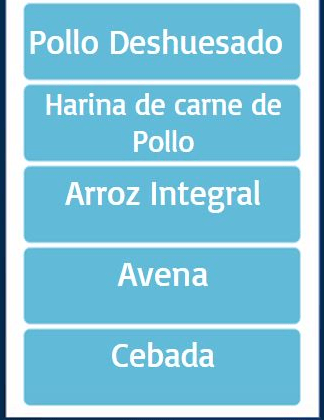 Pollo Deshuesado
Harina de carne de
Pollo
Arroz Integral
Avena
Cebada